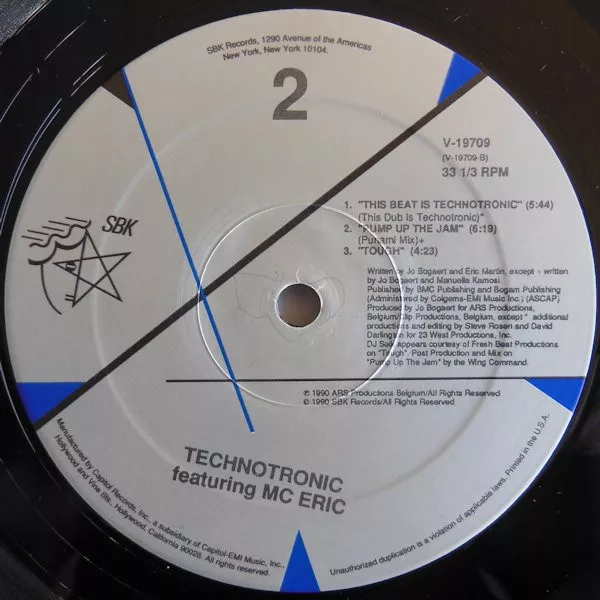 SBK Records, 1290 Avenue of the Americas
New York, New York 10104.
2
V-19709
(V-19709-B)
33 1/3 RPM
SBK
1. "THIS BEAT IS TECHNOTRONIC" (5:44)
(This Dub Is Technotronic)*
2. "PUMP UP THE JAM" (6:19)
(Punami Mix)+
3. "TOUGH" (4:23)
Written by Jo Bogaert and Eric Martin, except + written
by Jo Bogaert and Manuella Kamosi.
Published by BMC Publishing and Bogam Publishing
(Administered by Colgems-EMI Music Inc.) (ASCAP)
Produced by Jo Bogaert for ARS Productions,
Belgium/Clip Productions, Belgium, except * additional
productions and editing by Steve Rosen and David
Darlington for 23 West Productions, Inc.
DJ Sail appears courtesy of Fresh Beat Productions
on "Tough". Post Production and Mix on
"Pump Up The Jam" by the Wing Command.
℗ 1990 ARS Productions Belgium/All Rights Reserved
© 1990 SBK Records/All Rights Reserved
TECHNOTRONIC
featuring MC ERIC
Manufactured by Capitol Records, Inc., a subsidiary of Capitol-EMI Music, Inc.,
Hollywood and Vine Sts., Hollywood, California 90028. All rights reserved.
Unauthorized duplication is a violation of applicable laws. Printed in the U.S.A.